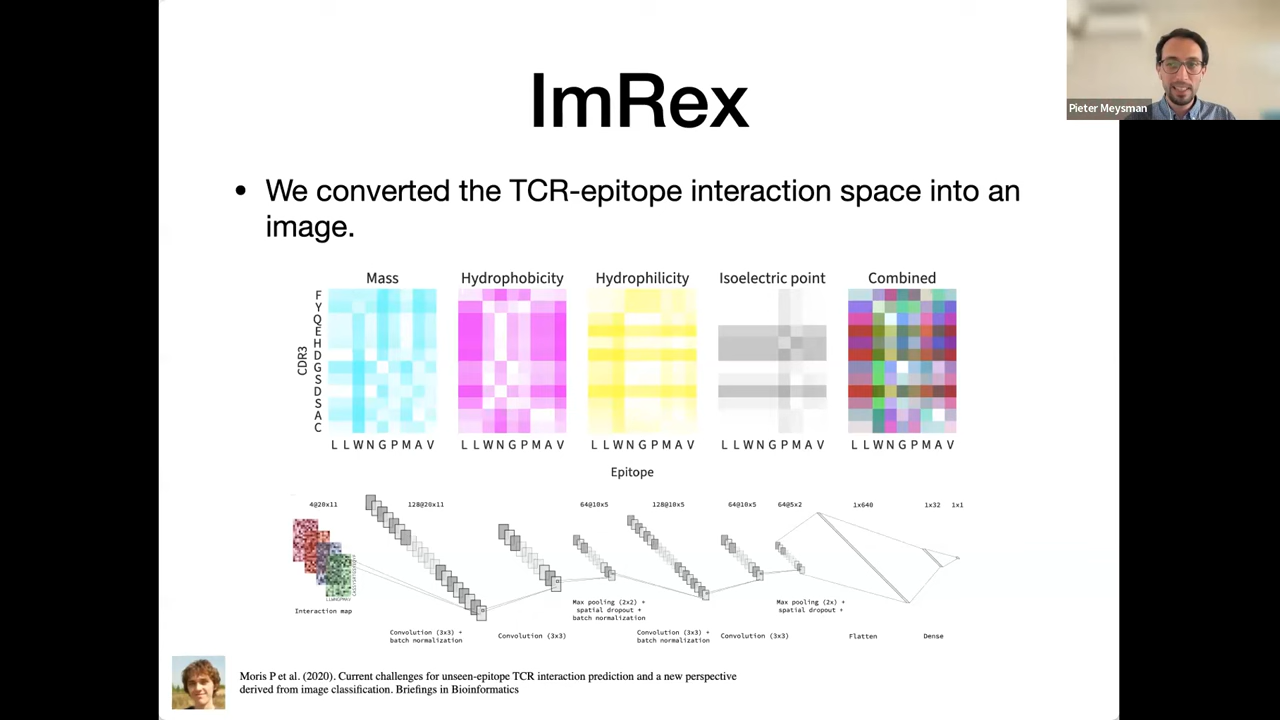 ImRex
Pieter Meysman
• We converted the TCR-epitope interaction space into an
image.
Mass Hydrophobicity Hydrophilicity Isoelectric point Combined
CDR3
F
Y
Q
E
H
D
G
S
D
S
A
C
L L W N G P M A V L L W N G P M A V L L W N G P M A V L L W N G P M A V L L W N G P M A V
Epitope
4@20x11 128@20x11 64@10x5 128@10x5 64@10x5 64@5x2 1x640 1x32 1x1
Interaction map
Convolution (3x3) +
batch normalization
Convolution (3x3)
Max pooling (2x2) +
spatial dropout +
batch normalization
Convolution (3x3) +
batch normalization
Convolution (3x3)
Max pooling (2x) +
spatial dropout +
Flatten
Dense
Moris P et al. (2020). Current challenges for unseen-epitope TCR interaction prediction and a new perspective
derived from image classification. Briefings in Bioinformatics